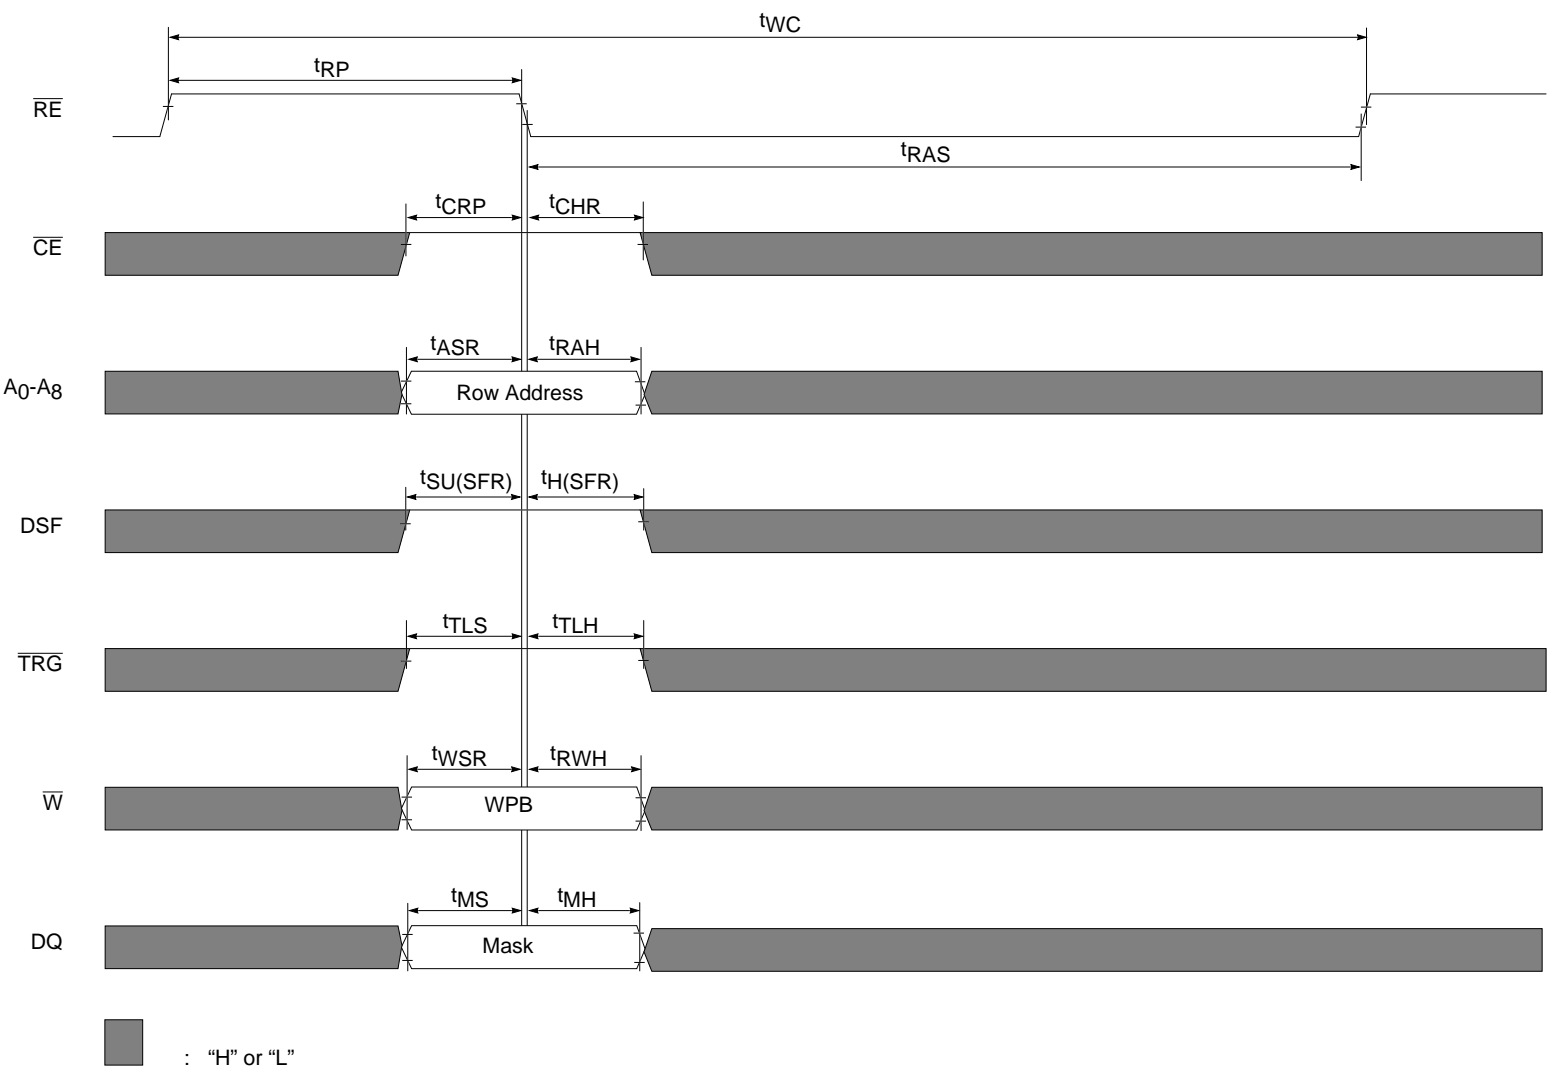 tWC
tRP
RE
tRAS
tCRP tCHR
CE
tASR tRAH
A0-A8 Row Address
tSU(SFR) tH(SFR)
DSF
tTLS tTLH
TRG
tWSR tRWH
W WPB
tMS tMH
DQ Mask
: “H” or “L”